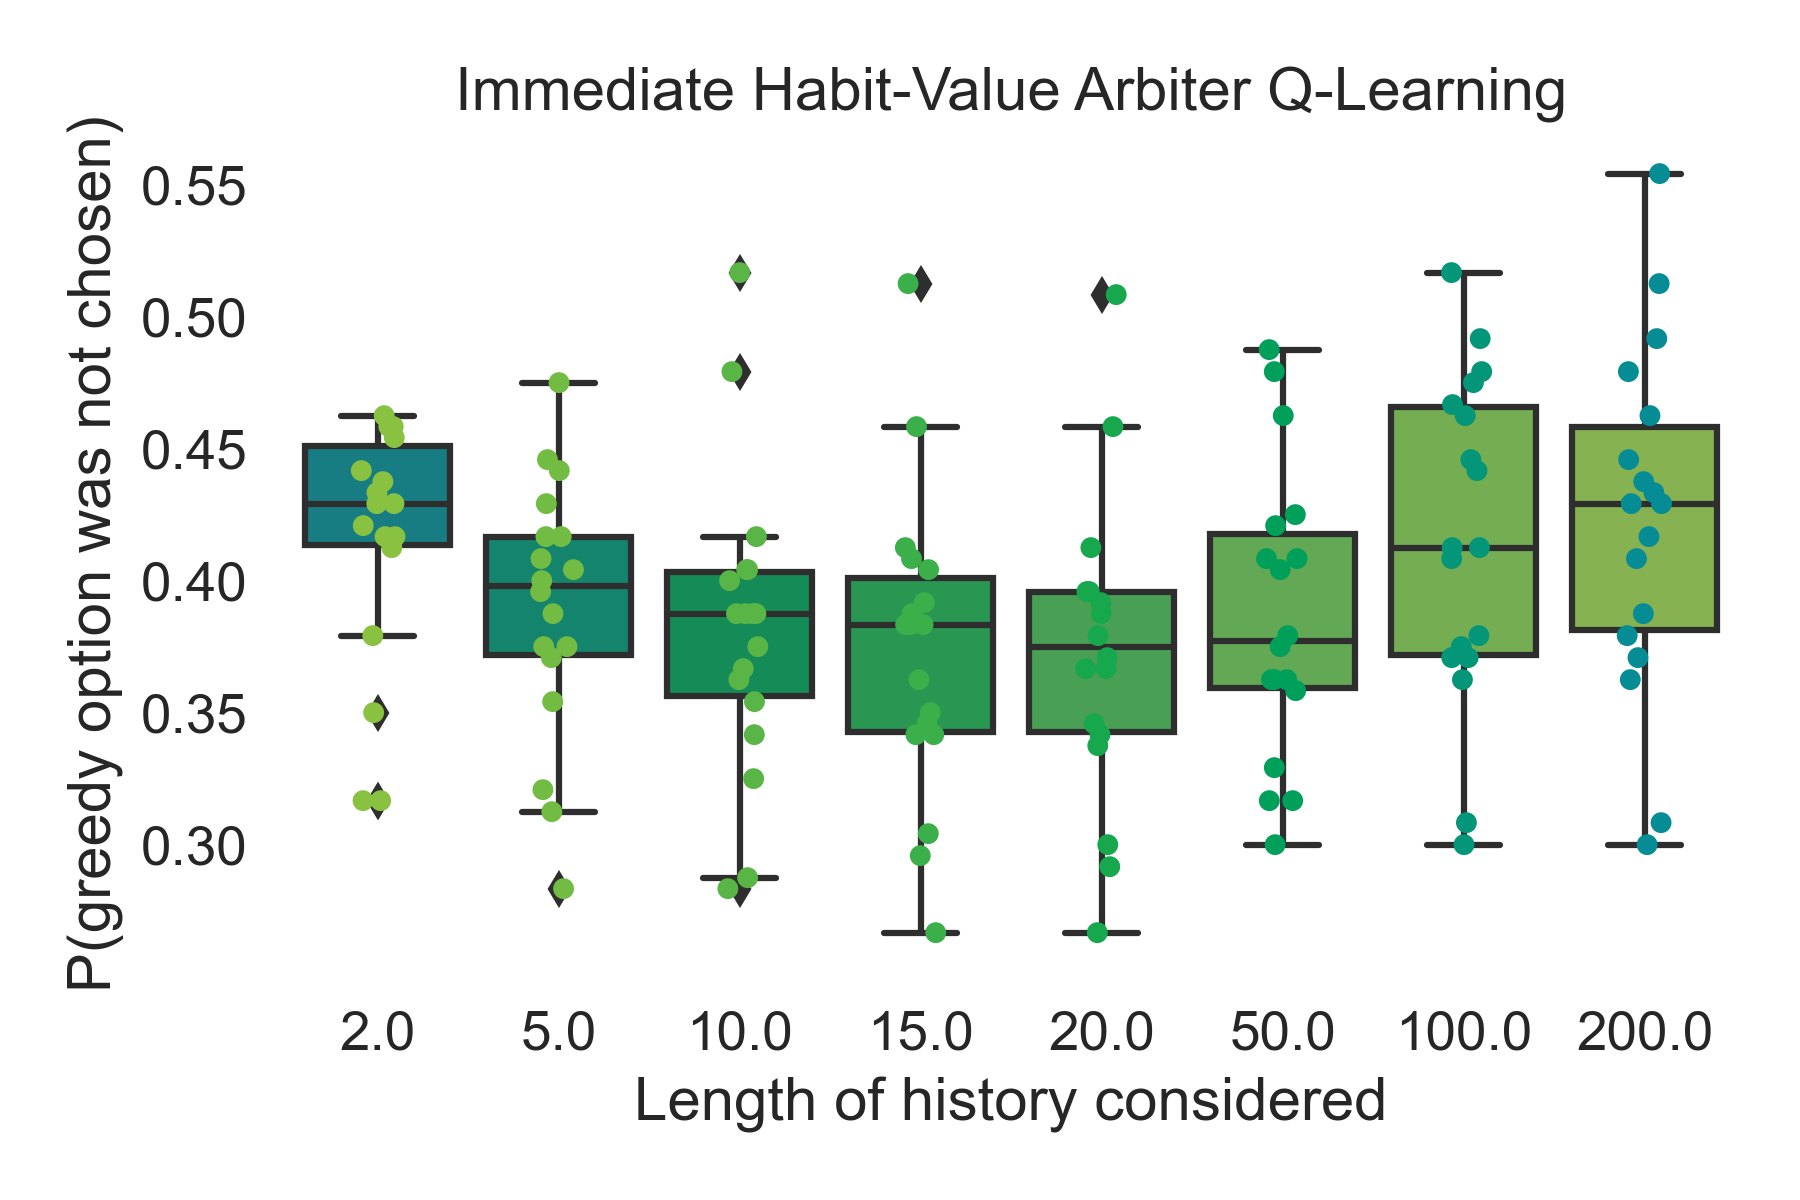 Immediate Habit-Value Arbiter Q-Learning
P(greedy option was not chosen)
0.55
0.50
0.45
0.40
0.35
0.30
2.0 5.0 10.0 15.0 20.0 50.0 100.0 200.0
Length of history considered